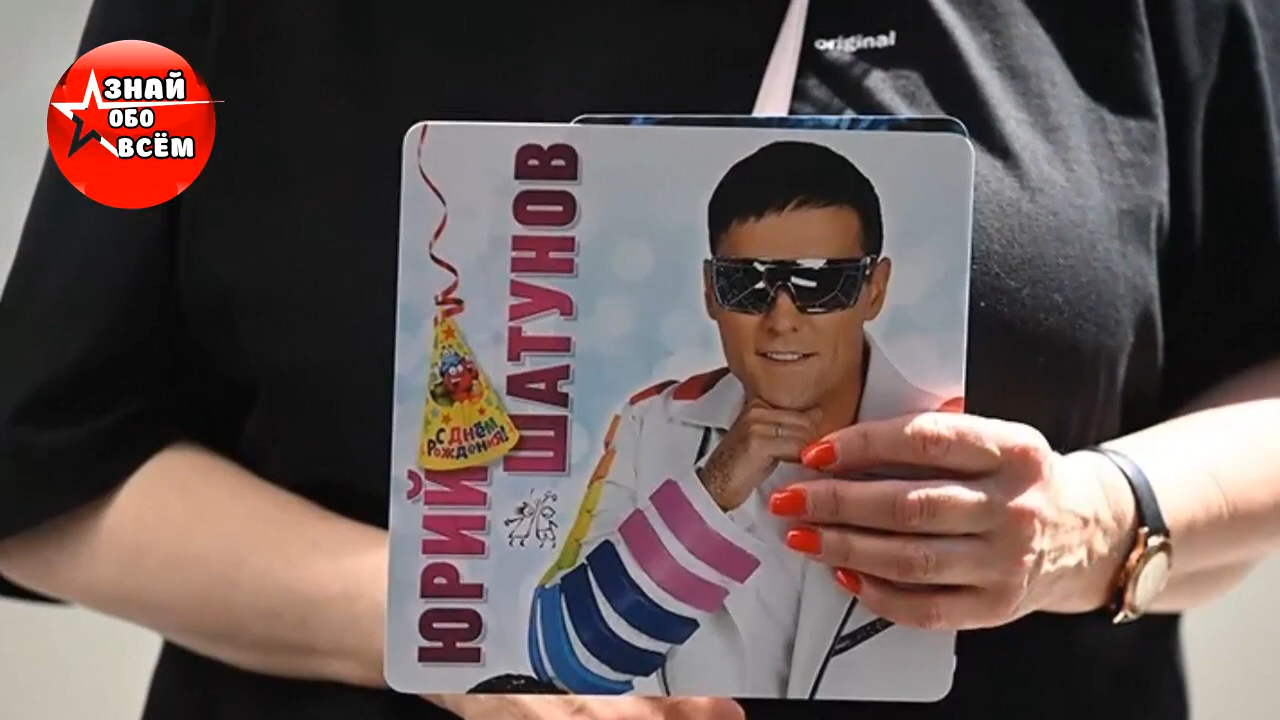 ЗНАЙ
ОБО
ВСЁМ
original
ЮРИЙ
ШАТУНОВ
С ДНЁМ
РОЖДЕНИЯ!